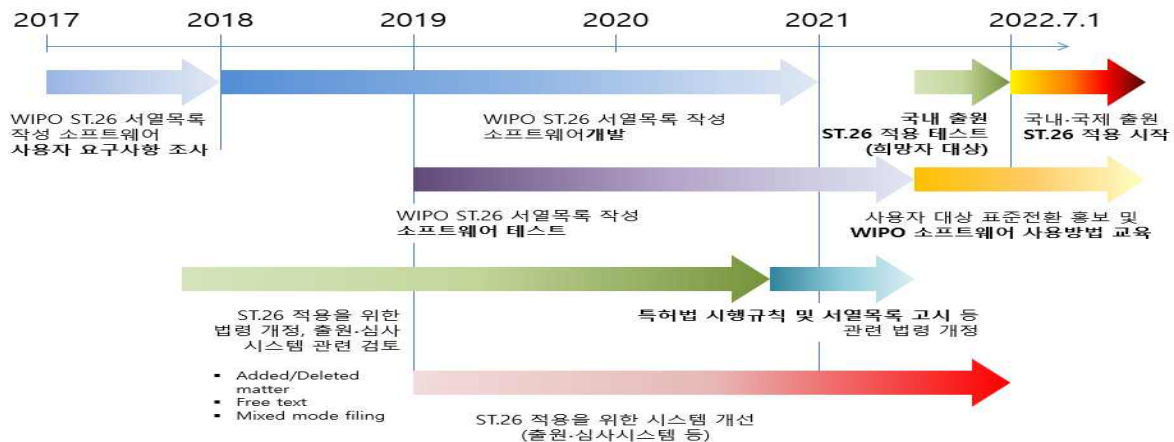 2017 2018 2019 2020 2021 2022.7.1
WIPO ST.26 서열목록
작성 소프트웨어
사용자 요구사항 조사
WIPO ST.26 서열목록 작성
소프트웨어개발
국내 출원
ST.26 적용 테스트
(희망자 대상)
국내·국제 출원
ST.26 적용 시작
WIPO ST.26 서열목록 작성
소프트웨어 테스트
사용자 대상 표준전환 홍보 및
WIPO 소프트웨어 사용방법 교육
ST.26 적용을 위한
법령 개정, 출원·심사
시스템 관련 검토
▪ Added/Deleted
matter
▪ Free text
▪ Mixed mode filing
특허법 시행규칙 및 서열목록 고시 등
관련 법령 개정
ST.26 적용을 위한 시스템 개선
(출원·심사시스템 등)